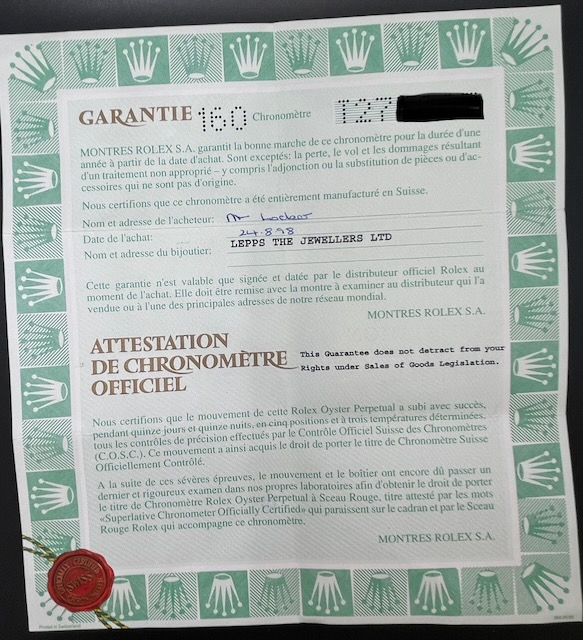 GARANTIE 160 Chronomètre T27
MONTRES ROLEX S.A. garantit la bonne marche de ce chronomètre pour la durée d'une
année à partir de la date d'achat. Sont exceptés: la perte, le vol et les dommages résultant
d'un traitement non approprié – y compris l'adjonction ou la substitution de pièces ou d'ac-
cessoires qui ne sont pas d'origine.
Nous certifions que ce chronomètre a été entièrement manufacturé en Suisse.
Nom et adresse de l'acheteur: Mr
Date de l'achat: 24.8.98
Nom et adresse du bijoutier: LEPPS THE JEWELLERS LTD
Cette garantie n'est valable que signée et datée par le distributeur officiel Rolex au
moment de l'achat. Elle doit être remise avec la montre à examiner au distributeur qui l'a
vendue ou à l'une des principales adresses de notre réseau mondial.
MONTRES ROLEX S.A.
ATTESTATION
DE CHRONOMÈTRE
OFFICIEL
This Guarantee does not detract from your
Rights under Sales of Goods Legislation.
Nous certifions que le mouvement de cette Rolex Oyster Perpetual a subi avec succès,
pendant quinze jours et quinze nuits, en cinq positions et à trois températures déterminées,
tous les contrôles de précision effectués par le Contrôle Officiel Suisse des Chronomètres
(C.O.S.C.). Ce mouvement a ainsi acquis le droit de porter le titre de Chronomètre Suisse
Officiellement Contrôlé.
A la suite de ces sévères épreuves, le mouvement et le boîtier ont encore dû passer un
dernier et rigoureux examen dans nos propres laboratoires afin d'obtenir le droit de porter
le titre de Chronomètre Rolex Oyster Perpetual à Sceau Rouge, titre attesté par les mots
«Superlative Chronometer Officially Certified» qui paraissent sur le cadran et par le Sceau
Rouge Rolex qui accompagne ce chronomètre.
MONTRES ROLEX S.A.
Printed in Switzerland